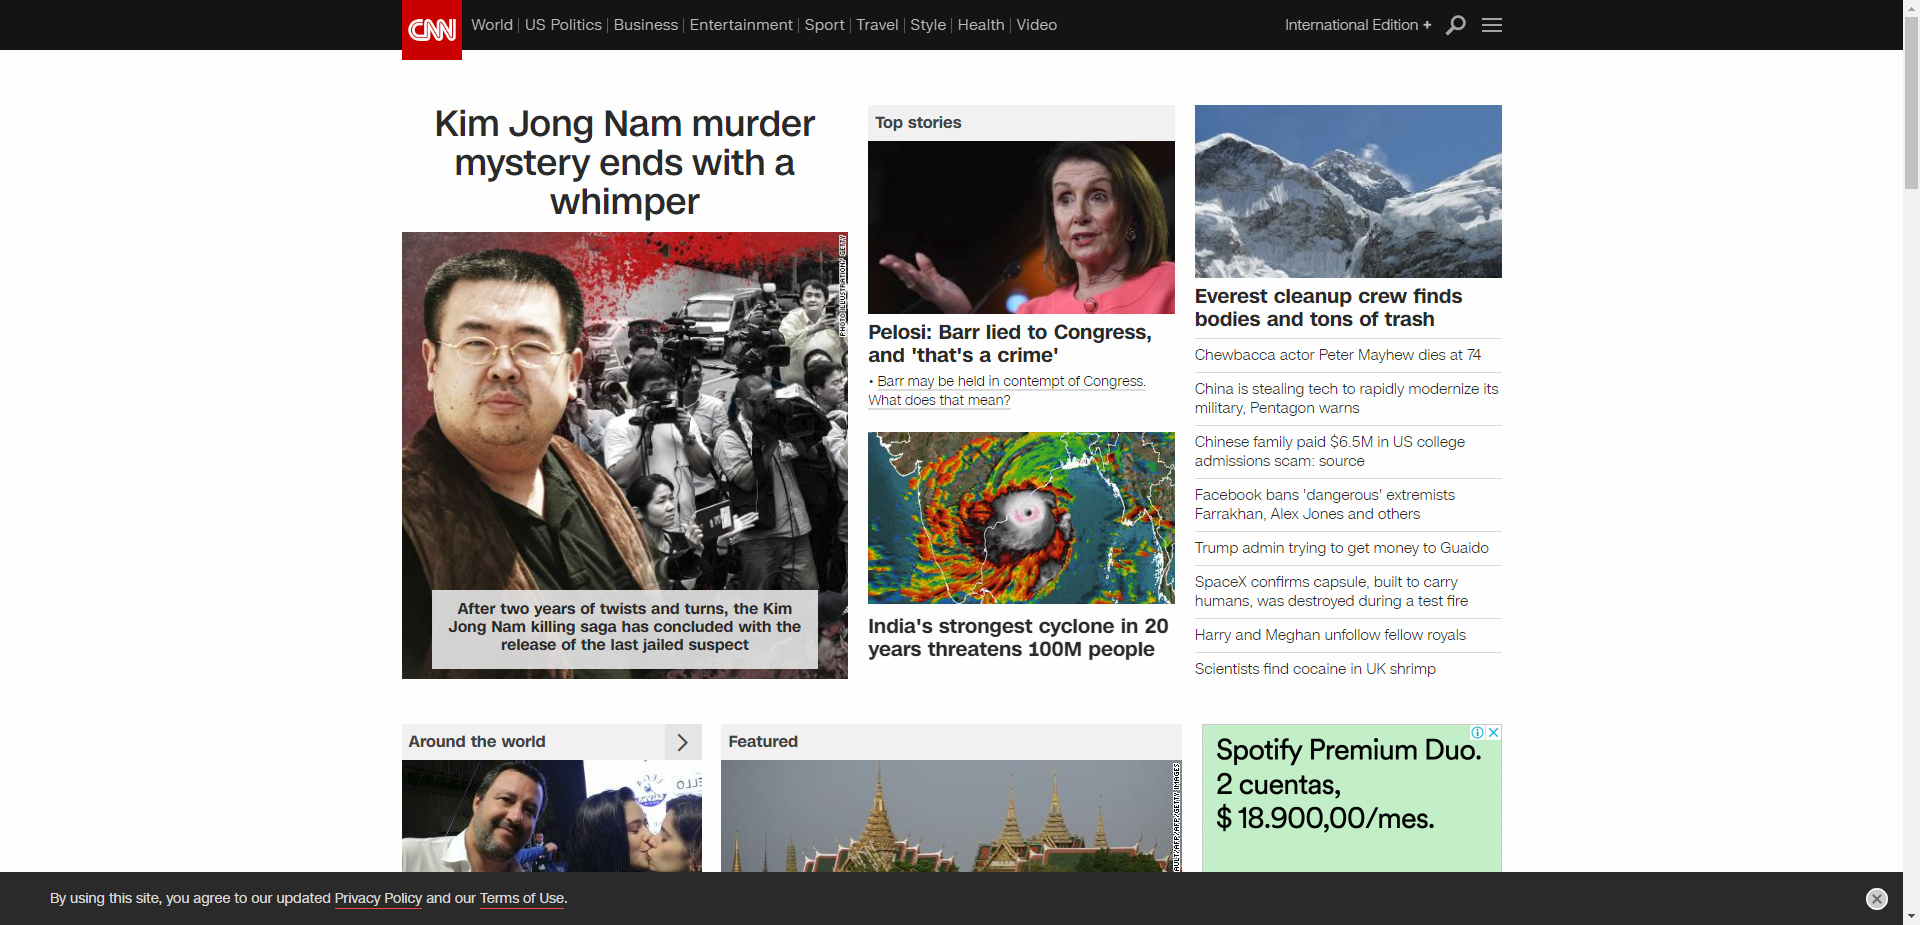 CNN
World
US Politics
Business
Entertainment
Sport
Travel
Style
Health
Video
International Edition +
Kim Jong Nam murder
mystery ends with a
whimper
PHOTO ILLUSTRATION/ GETTY
After two years of twists and turns, the Kim
Jong Nam killing saga has concluded with the
release of the last jailed suspect
Top stories
Pelosi: Barr lied to Congress,
and 'that's a crime'
• Barr may be held in contempt of Congress.
What does that mean?
India's strongest cyclone in 20
years threatens 100M people
Everest cleanup crew finds
bodies and tons of trash
Chewbacca actor Peter Mayhew dies at 74
China is stealing tech to rapidly modernize its
military, Pentagon warns
Chinese family paid $6.5M in US college
admissions scam: source
Facebook bans 'dangerous' extremists
Farrakhan, Alex Jones and others
Trump admin trying to get money to Guaido
SpaceX confirms capsule, built to carry
humans, was destroyed during a test fire
Harry and Meghan unfollow fellow royals
Scientists find cocaine in UK shrimp
Around the world
Featured
AULT/AP/AFP/GETTY IMAGES
Spotify Premium Duo.
2 cuentas,
$ 18.900,00/mes.
By using this site, you agree to our updated Privacy Policy and our Terms of Use.